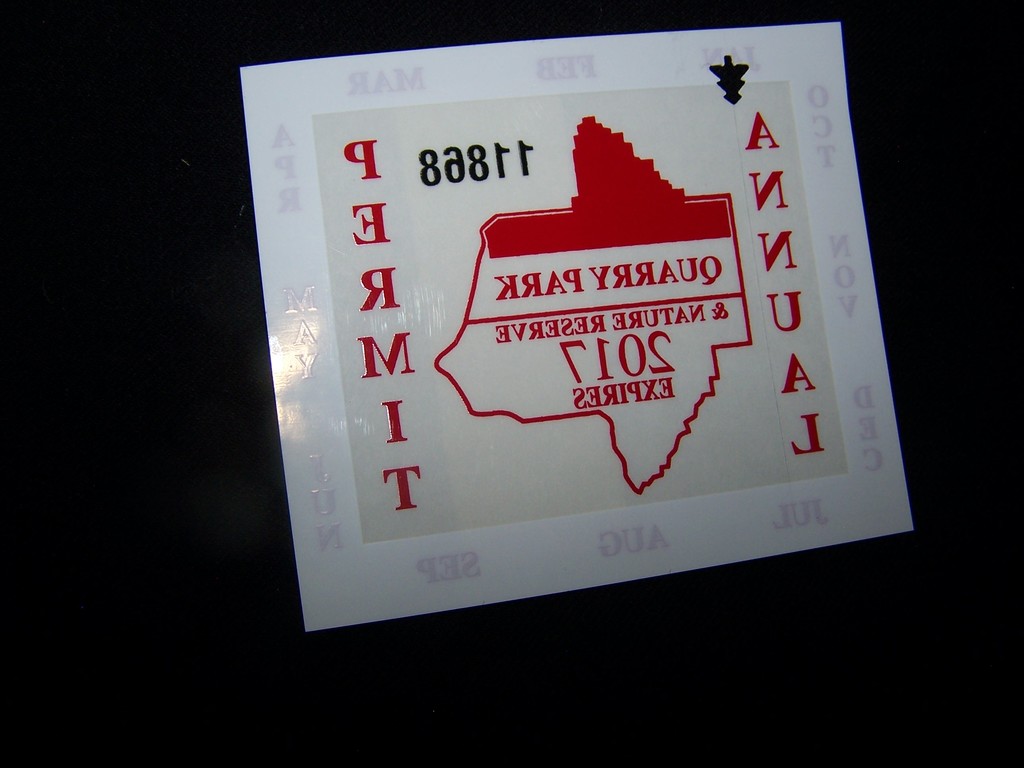 JAN FEB MAR
ANNUAL
11868
PERMIT
QUARRY PARK
& NATURE RESERVE
2017
EXPIRES
OCT
NOV
DEC
APR
MAY
JUN
JUL AUG SEP